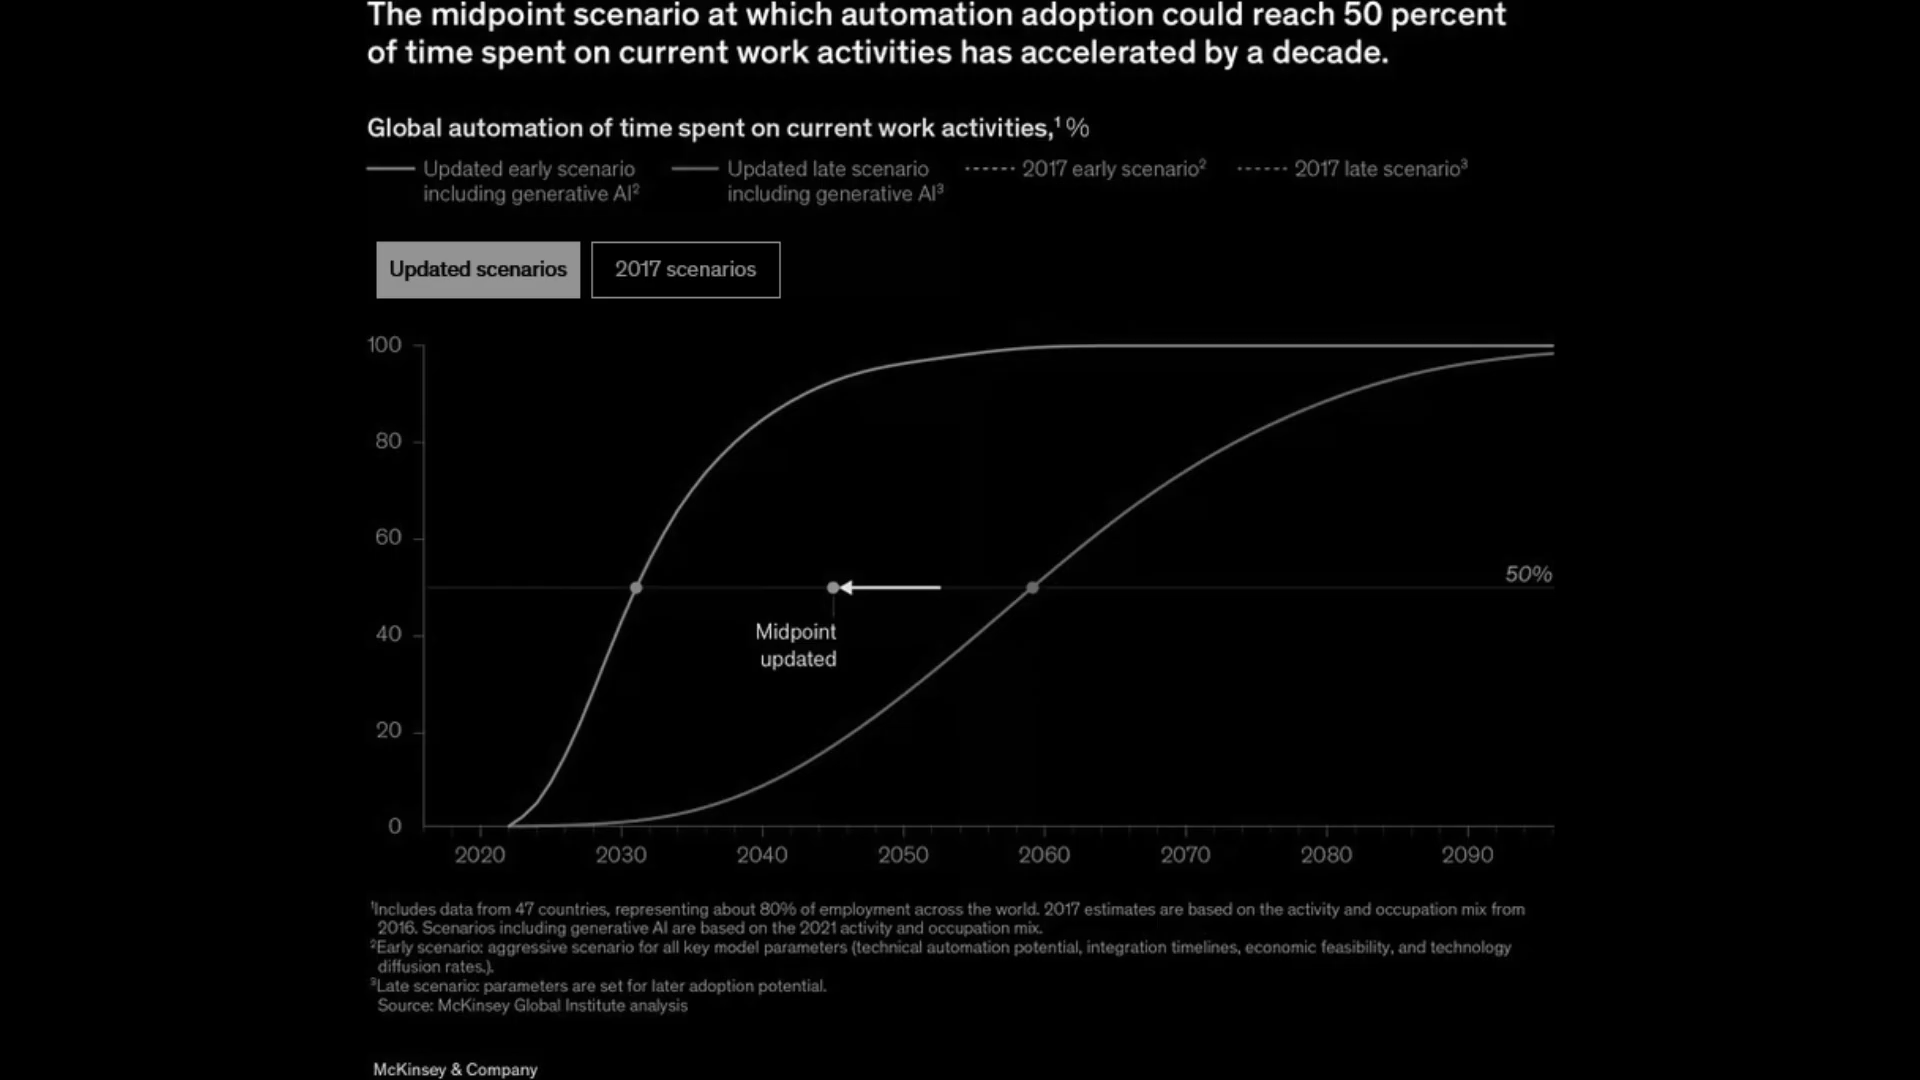 The midpoint scenario at which automation adoption could reach 50 percent
of time spent on current work activities has accelerated by a decade.
Global automation of time spent on current work activities,¹ %
Updated early scenario
including generative AI²
Updated late scenario
including generative AI³
2017 early scenario²
2017 late scenario³
Updated scenarios
2017 scenarios
100
80
60
50%
40
Midpoint
updated
20
0
2020
2030
2040
2050
2060
2070
2080
2090
¹Includes data from 47 countries, representing about 80% of employment across the world. 2017 estimates are based on the activity and occupation mix from
2016. Scenarios including generative AI are based on the 2021 activity and occupation mix.
²Early scenario: aggressive scenario for all key model parameters (technical automation potential, integration timelines, economic feasibility, and technology
diffusion rates.).
³Late scenario: parameters are set for later adoption potential.
Source: McKinsey Global Institute analysis
McKinsey & Company